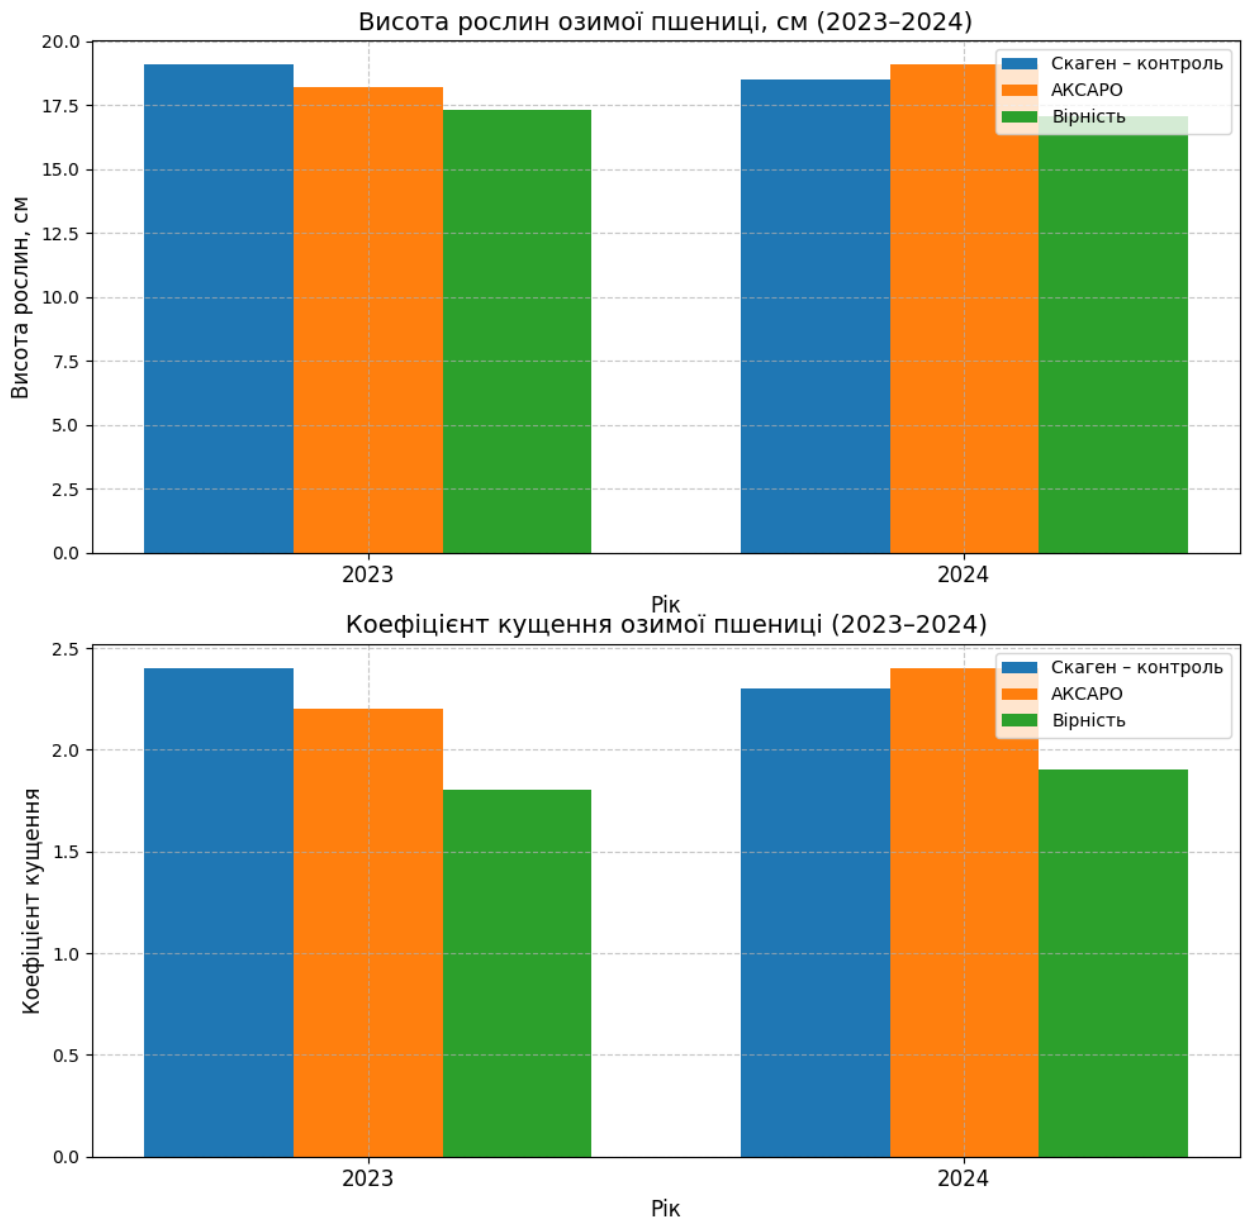 Висота рослин озимої пшениці, см (2023–2024)
20.0
17.5
15.0
12.5
10.0
7.5
5.0
2.5
0.0
Висота рослин, см
Скаген – контроль
АКСАРО
Вірність
2023
2024
Рік
Коефіцієнт кущення озимої пшениці (2023–2024)
2.5
2.0
1.5
1.0
0.5
0.0
Коефіцієнт кущення
Скаген – контроль
АКСАРО
Вірність
2023
2024
Рік